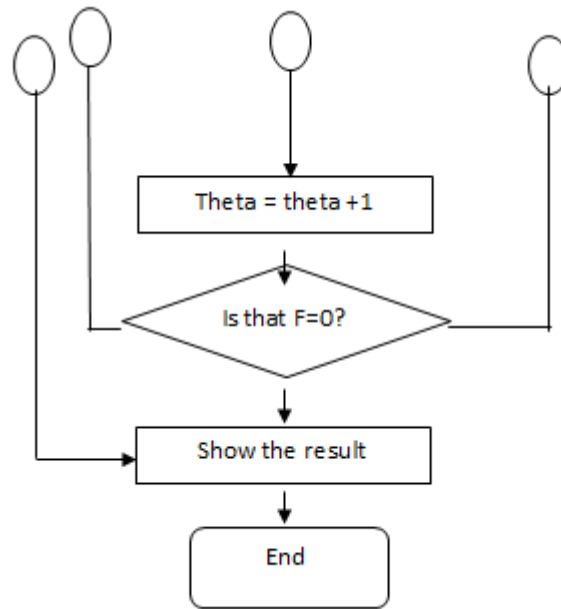 Theta = theta +1
Is that F=0?
Show the result
End